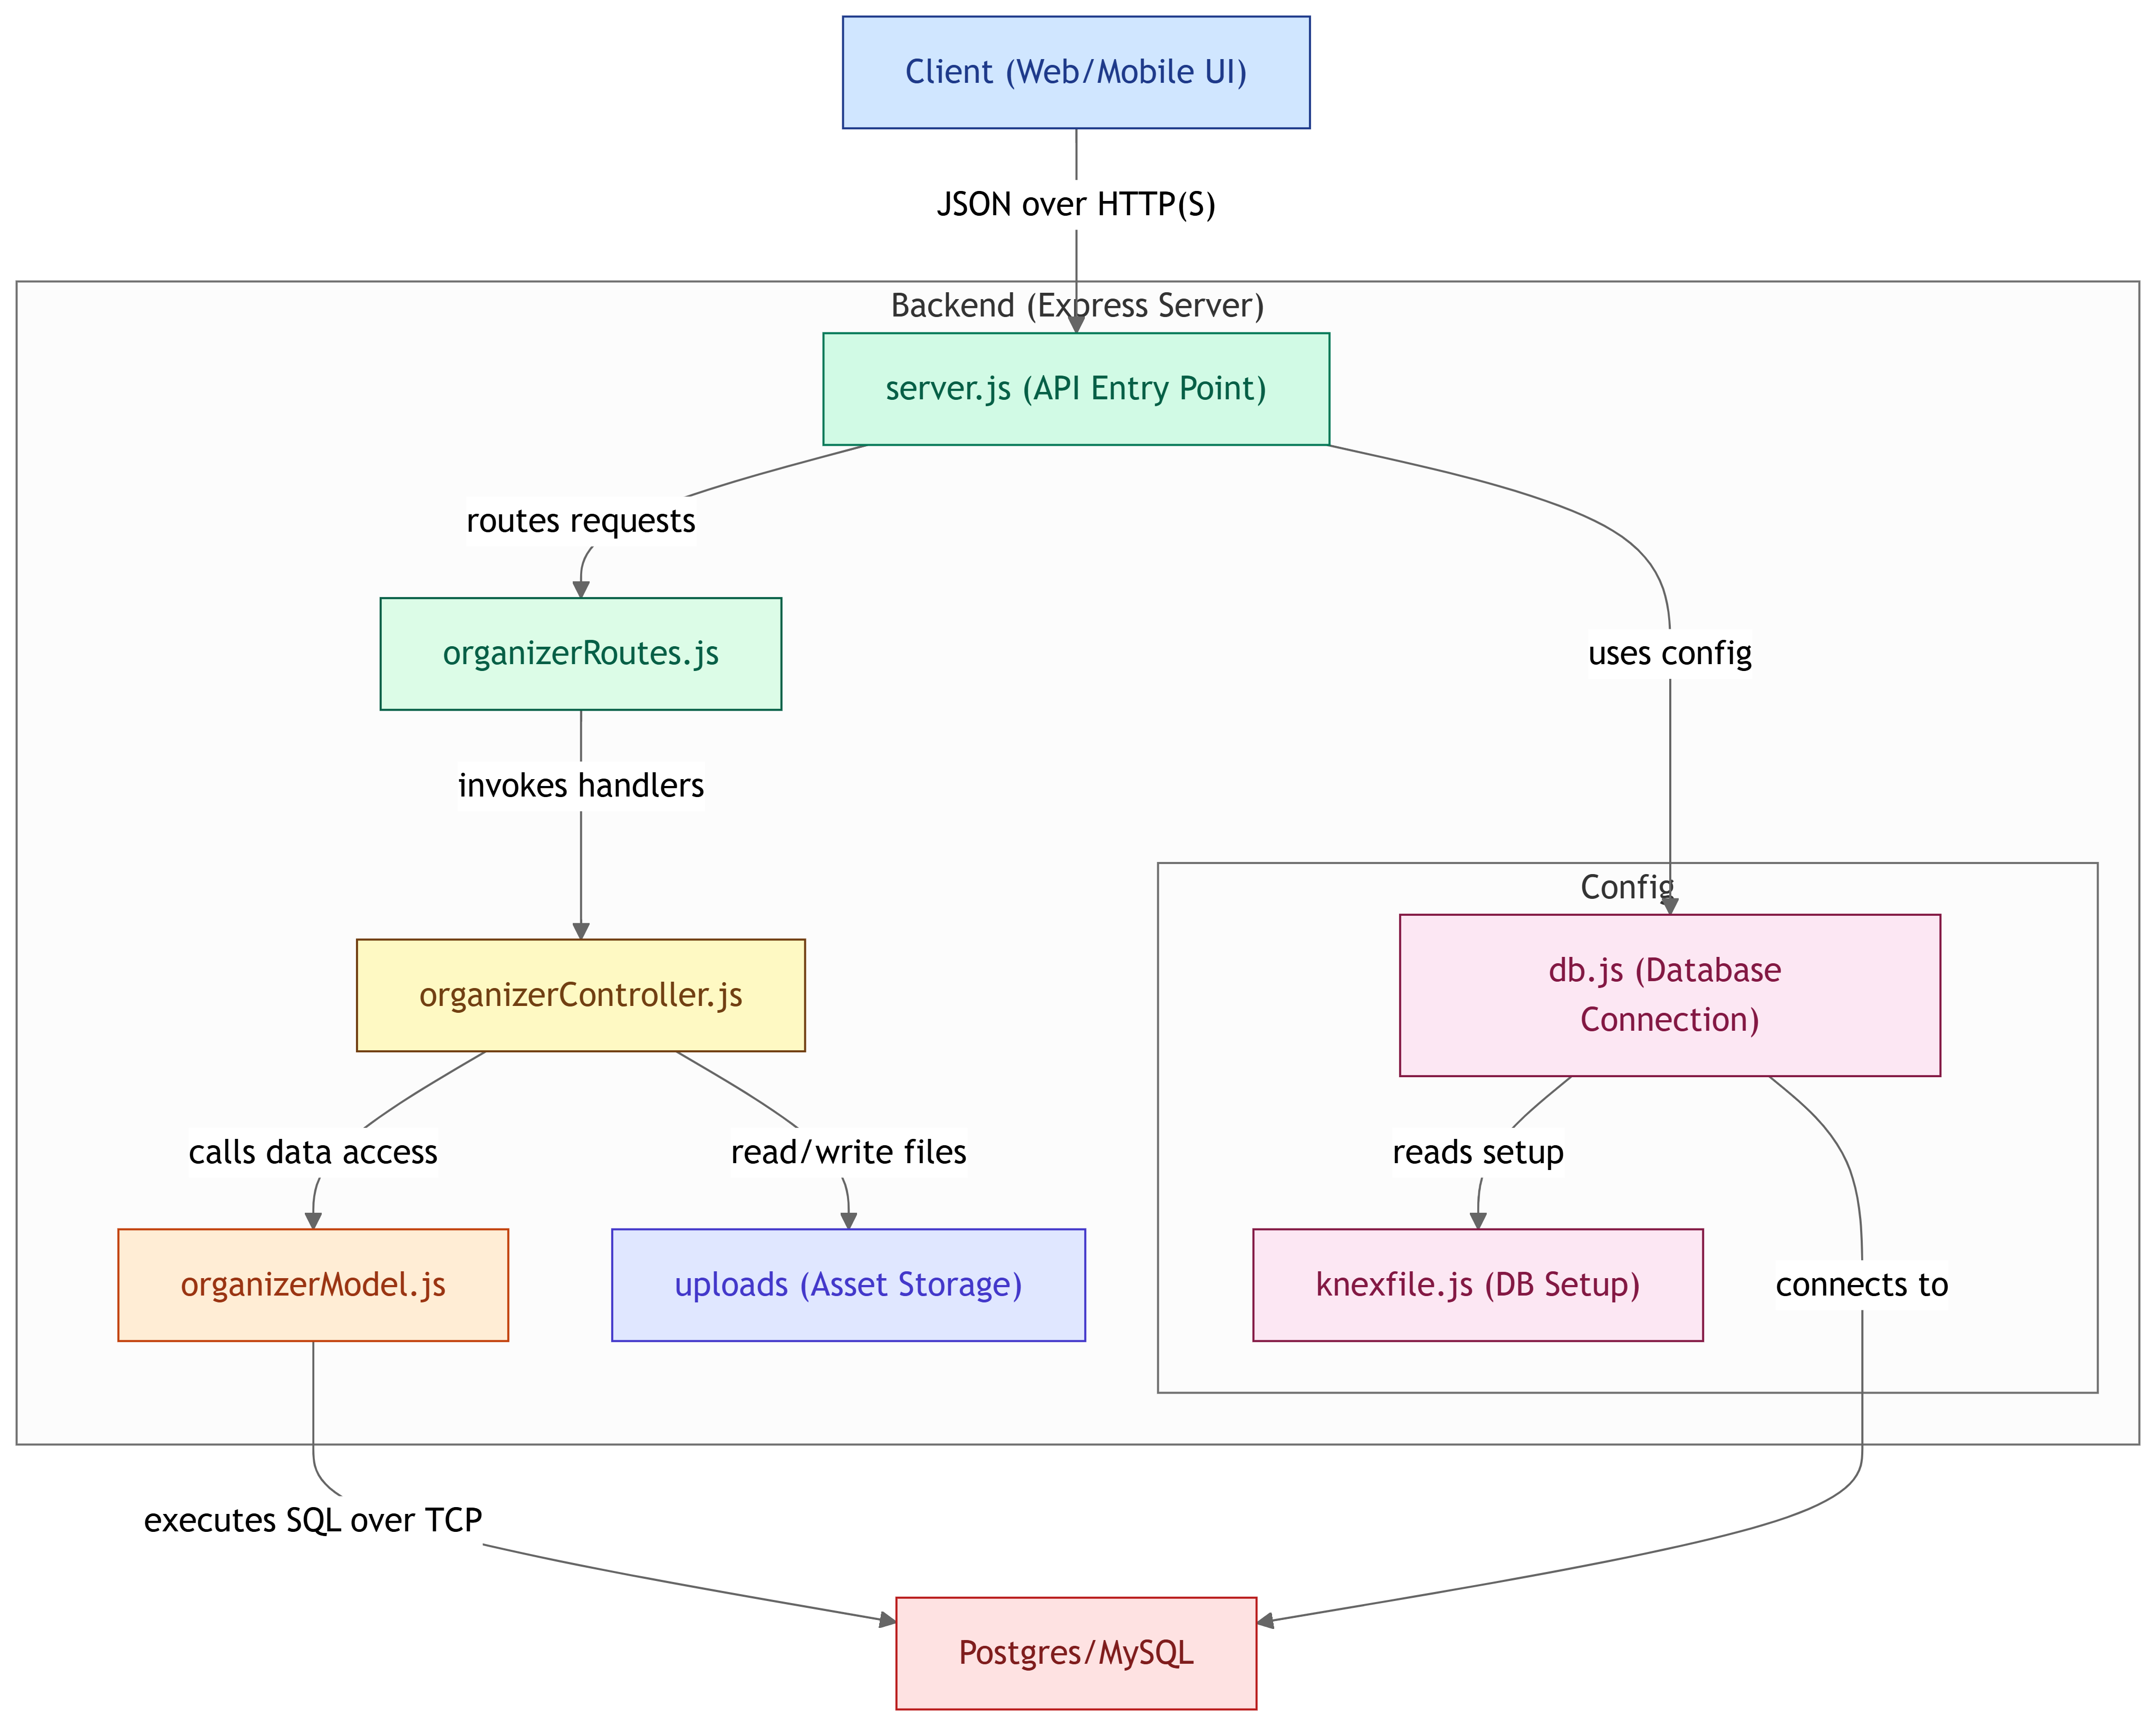 Client (Web/Mobile UI)
JSON over HTTP(S)
Backend (Express Server)
server.js (API Entry Point)
routes requests
organizerRoutes.js
uses config
invokes handlers
Config
organizerController.js
db.js (Database
Connection)
calls data access
read/write files
reads setup
organizerModel.js
uploads (Asset Storage)
knexfile.js (DB Setup)
connects to
executes SQL over TCP
Postgres/MySQL